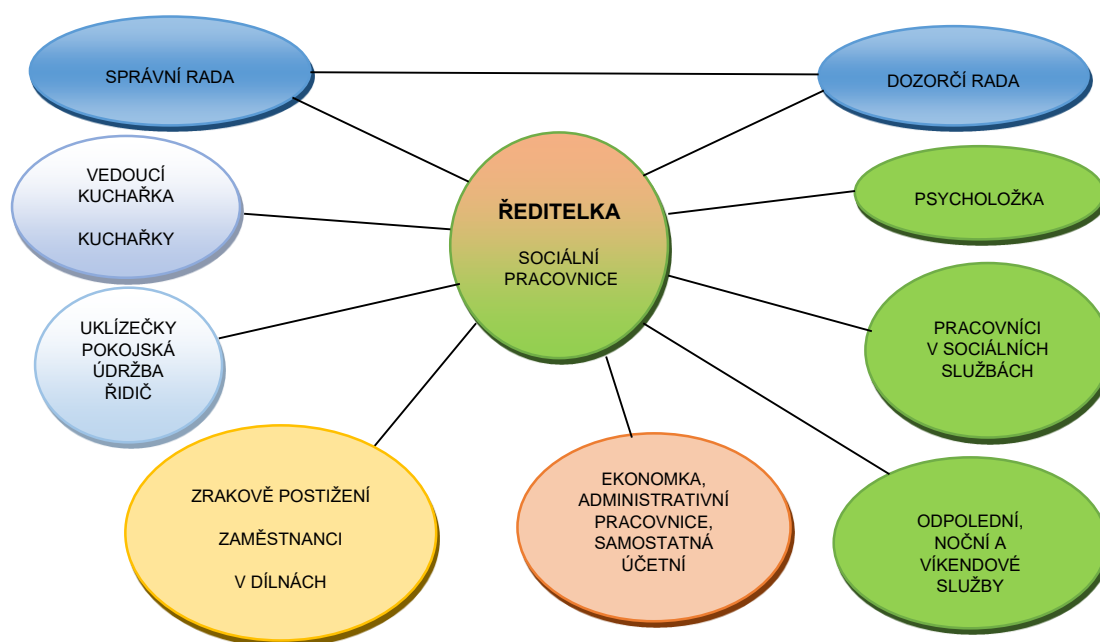 SPRÁVNÍ RADA
DOZORČÍ RADA
VEDOUCÍ
KUCHAŘKA
KUCHAŘKY
ŘEDITELKA
SOCIÁLNÍ
PRACOVNICE
PSYCHOLOŽKA
UKLÍZEČKY
POKOJSKÁ
ÚDRŽBA
ŘIDIČ
PRACOVNÍCI
V SOCIÁLNÍCH
SLUŽBÁCH
ZRAKOVĚ POSTIŽENÍ
ZAMĚSTNANCI
V DÍLNÁCH
EKONOMKA,
ADMINISTRATIVNÍ
PRACOVNICE,
SAMOSTATNÁ
ÚČETNÍ
ODPOLEDNÍ,
NOČNÍ A
VÍKENDOVÉ
SLUŽBY